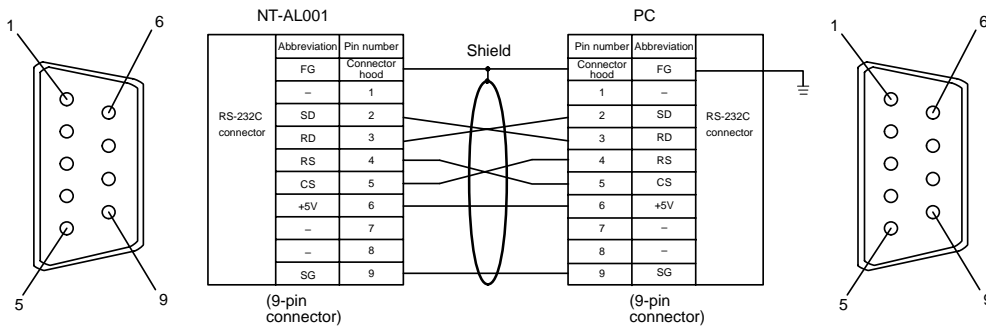 NT-AL001 PC
1 6 1 6
Abbreviation Pin number Shield Pin number Abbreviation
FG Connector hood Connector hood FG
– 1 1 –
RS-232C connector SD 2 2 SD RS-232C connector
RD 3 3 RD
RS 4 4 RS
CS 5 5 CS
+5V 6 6 +5V
– 7 7 –
– 8 8 –
SG 9 9 SG
5 9 5 9
(9-pin connector) (9-pin connector)